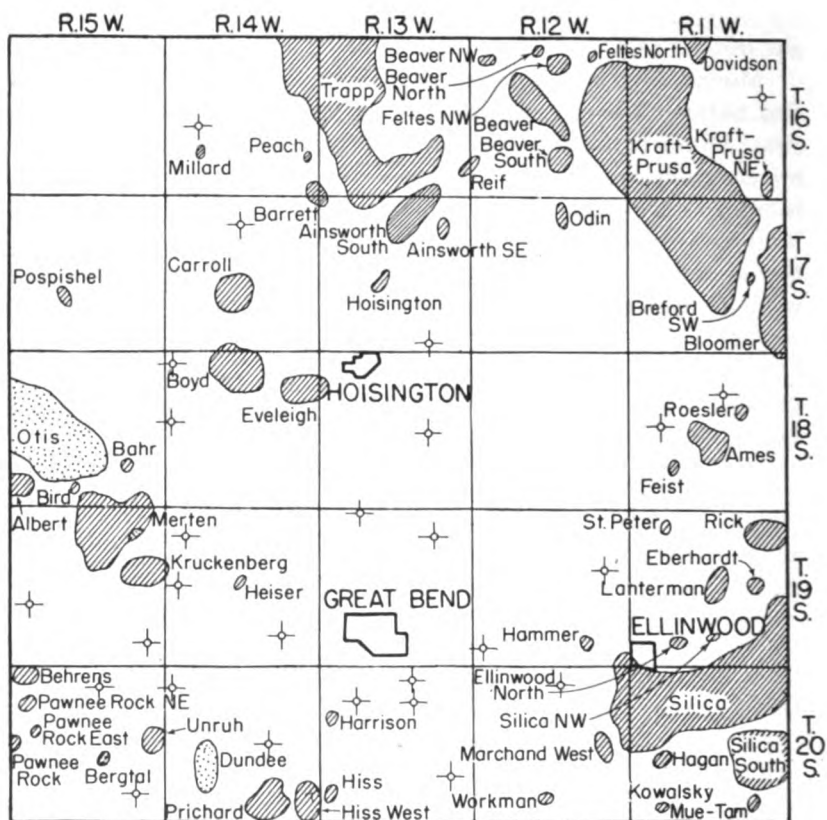 R.15 W. R.14 W. R.13 W. R.12 W. R.11 W.
T.
16
S.
T
17
S.
T.
18
S.
T.
19
S.
T.
20
S.
Trapp
Beaver NW
Beaver
North
Feltes NW
Feltes North
Davidson
Beaver
Beaver
South
Kraft-
Prusa
Kraft-
Prusa
NE
Millard
Peach
Reif
Barrett
Ainsworth
South
Ainsworth SE
Odin
Pospishel
Carroll
Hoisington
Breford
SW
Bloomer
Boyd
Eveleigh
HOISINGTON
Otis
Bahr
Bird
Albert
Roesler
Ames
Feist
Merten
Kruckenberg
Heiser
St. Peter
Rick
Eberhardt
Lanterman
GREAT BEND
Hammer
ELLINWOOD
Behrens
Pawnee Rock NE
Pawnee
Rock East
Pawnee
Rock
Bergtal
Unruh
Dundee
Prichard
Harrison
Hiss
Hiss West
Ellinwood
North
Silica NW
Silica
Marchand West
Workman
Hagan
Silica
South
Kowalsky
Mue-Tam